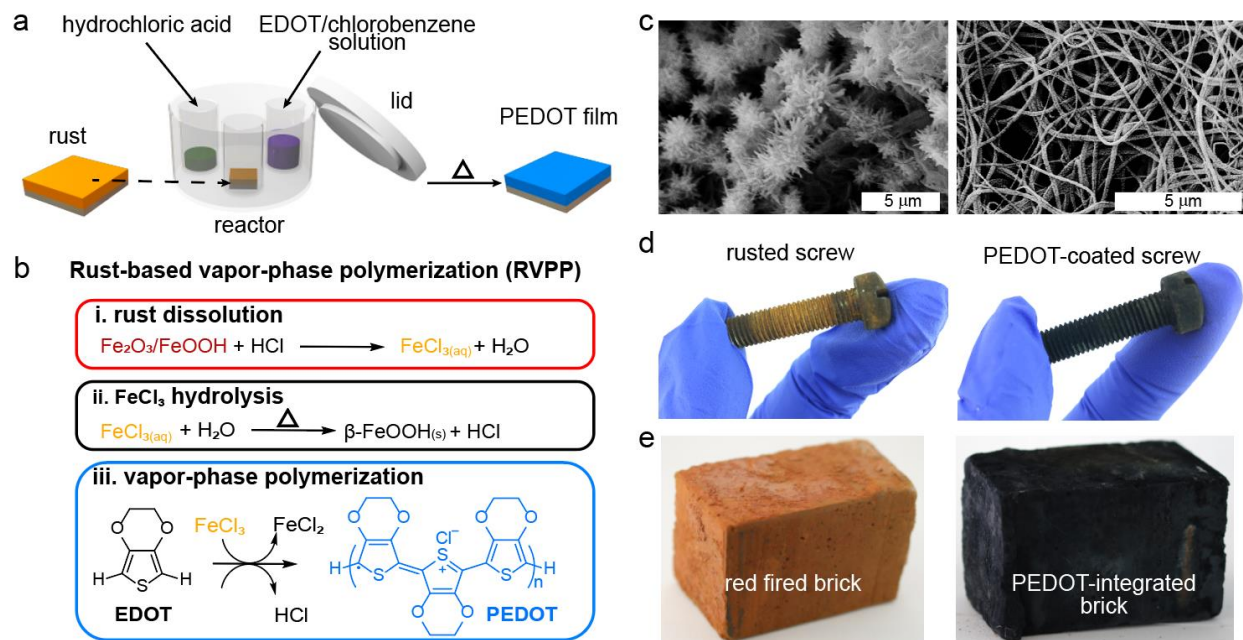 a
hydrochloric acid
EDOT/chlorobenzene
solution
lid
rust
reactor
Δ
PEDOT film
b
Rust-based vapor-phase polymerization (RVPP)
i. rust dissolution
Fe₂O₃/FeOOH + HCl → FeCl₃(aq) + H₂O
ii. FeCl₃ hydrolysis
Δ
FeCl₃(aq) + H₂O → β-FeOOH(s) + HCl
iii. vapor-phase polymerization
O O
H S H
EDOT
FeCl₃ FeCl₂
HCl
O O Cl⁻ O O
H ( S S + S ) H
n
O O
PEDOT
c
5 μm
5 μm
d
rusted screw
PEDOT-coated screw
e
red fired brick
PEDOT-integrated
brick